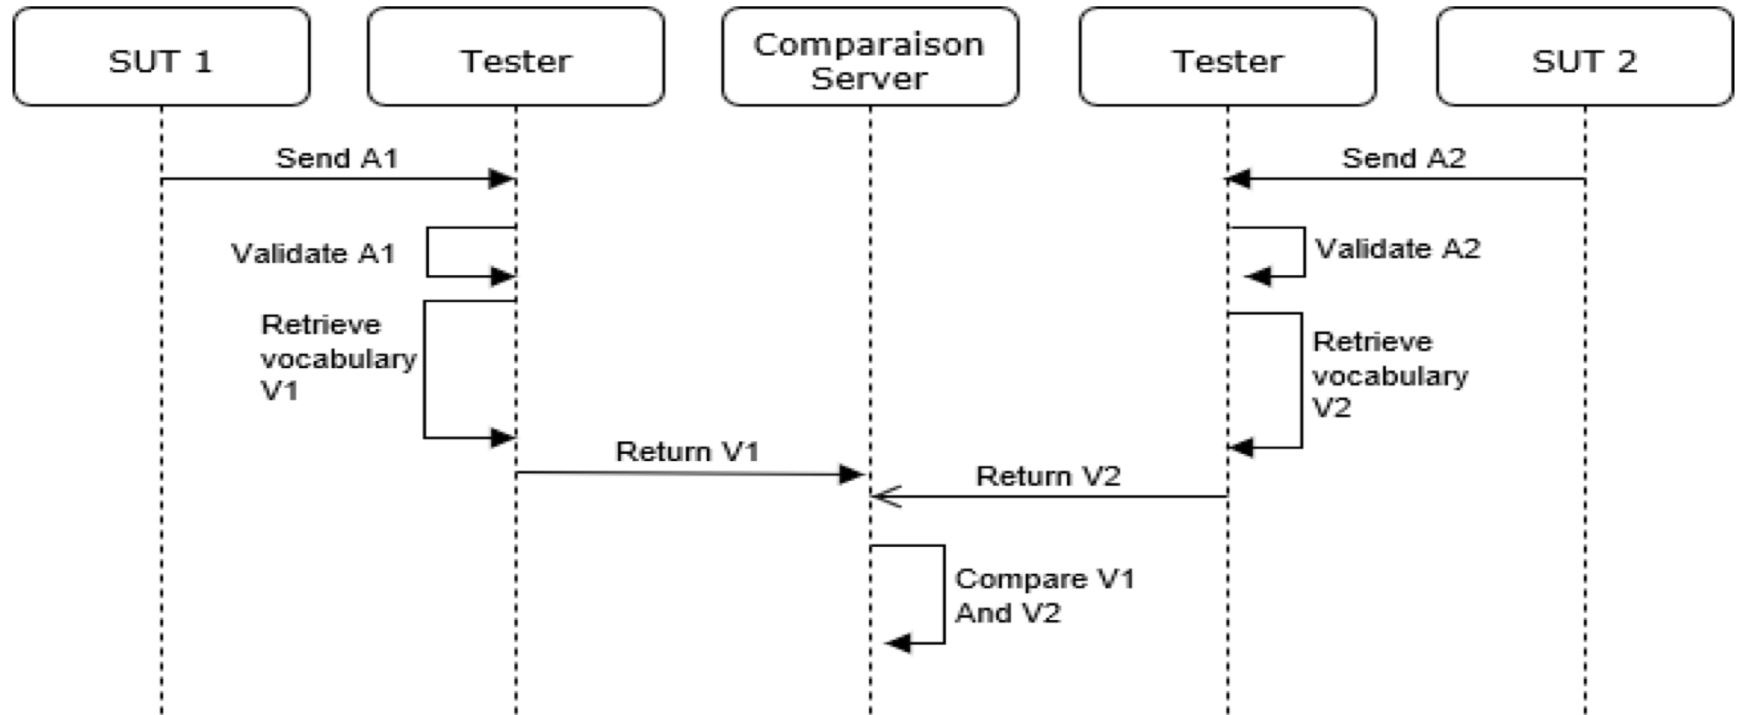 SUT 1
Tester
Comparaison
Server
Tester
SUT 2
Send A1
Send A2
Validate A1
Validate A2
Retrieve
vocabulary
V1
Retrieve
vocabulary
V2
Return V1
Return V2
Compare V1
And V2